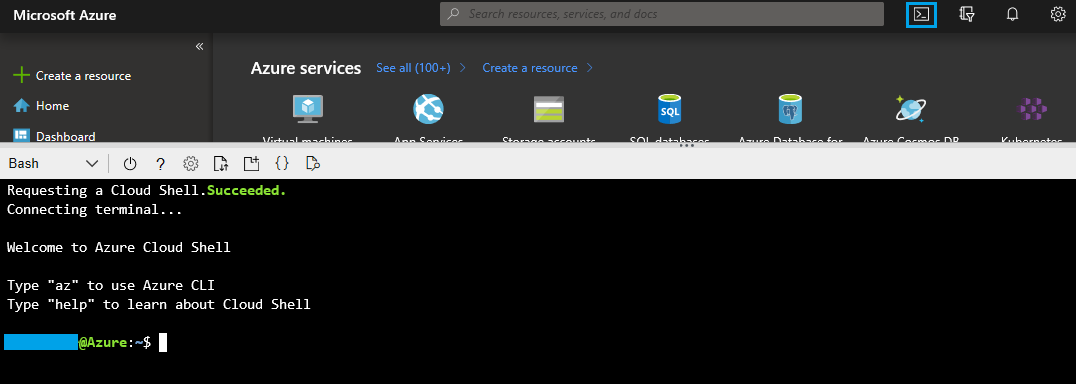 Microsoft Azure
Search resources, services, and docs
«
Create a resource
Home
Dashboard
Azure services See all (100+) > Create a resource >
Virtual machines App Services Storage accounts SQL databases Azure Database for Azure Cosmos DB Kubernetes
SQL
Bash ? {}
Requesting a Cloud Shell.Succeeded.
Connecting terminal...
Welcome to Azure Cloud Shell
Type "az" to use Azure CLI
Type "help" to learn about Cloud Shell
@Azure:~$